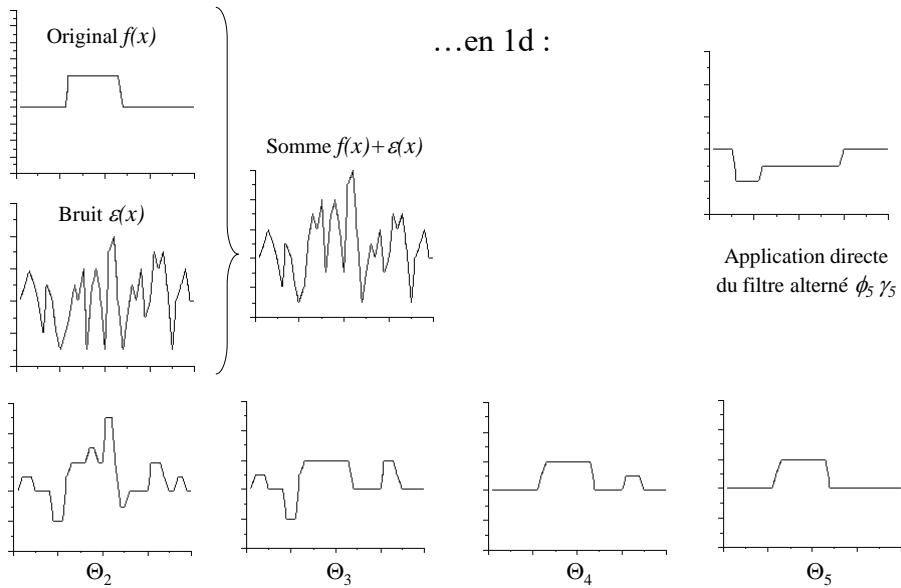 …en 1d :
Original f(x)
Somme f(x)+ε(x)
Bruit ε(x)
Application directe
du filtre alterné ϕ₅ γ₅
Θ₂
Θ₃
Θ₄
Θ₅